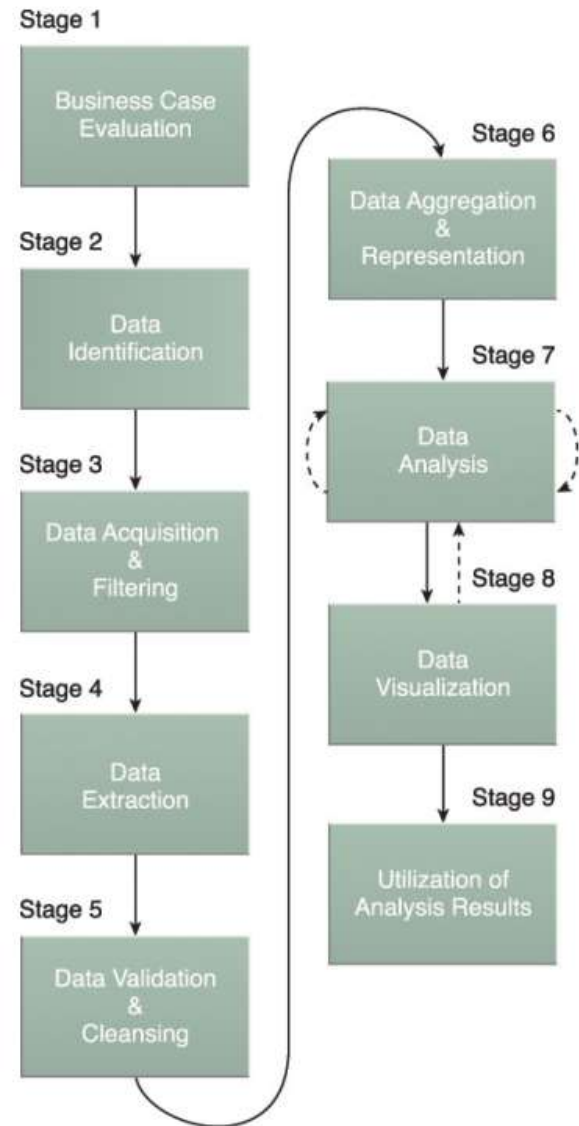 Stage 1
Business Case
Evaluation
Stage 2
Data
Identification
Stage 3
Data Acquisition
&
Filtering
Stage 4
Data
Extraction
Stage 5
Data Validation
&
Cleansing
Stage 6
Data Aggregation
&
Representation
Stage 7
Data
Analysis
Stage 8
Data
Visualization
Stage 9
Utilization of
Analysis Results